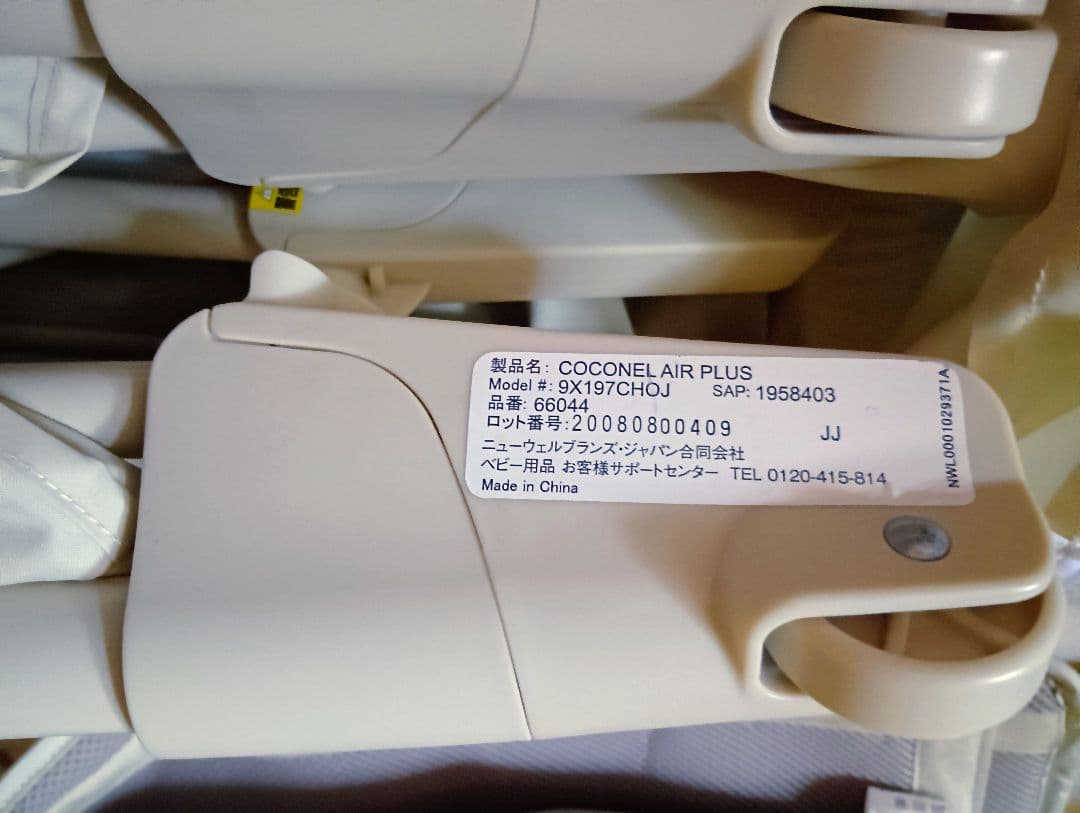 製品名: COCONEL AIR PLUS
Model #: 9X197CHOJ SAP: 1958403
品番: 66044
ロット番号:20080800409 JJ
ニューウェルブランズ・ジャパン合同会社
ベビー用品 お客様サポートセンター TEL 0120-415-814
Made in China
NWL0001029371A